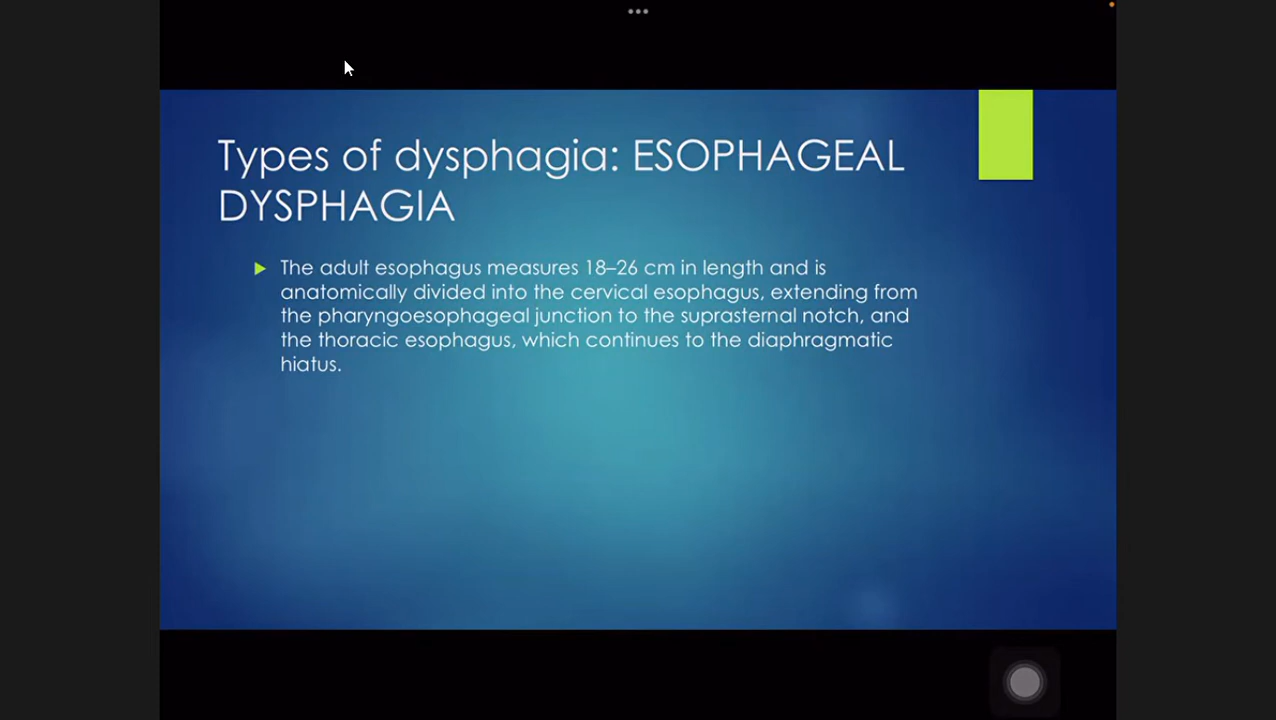 Types of dysphagia: ESOPHAGEAL
DYSPHAGIA
The adult esophagus measures 18–26 cm in length and is
anatomically divided into the cervical esophagus, extending from
the pharyngoesophageal junction to the suprasternal notch, and
the thoracic esophagus, which continues to the diaphragmatic
hiatus.